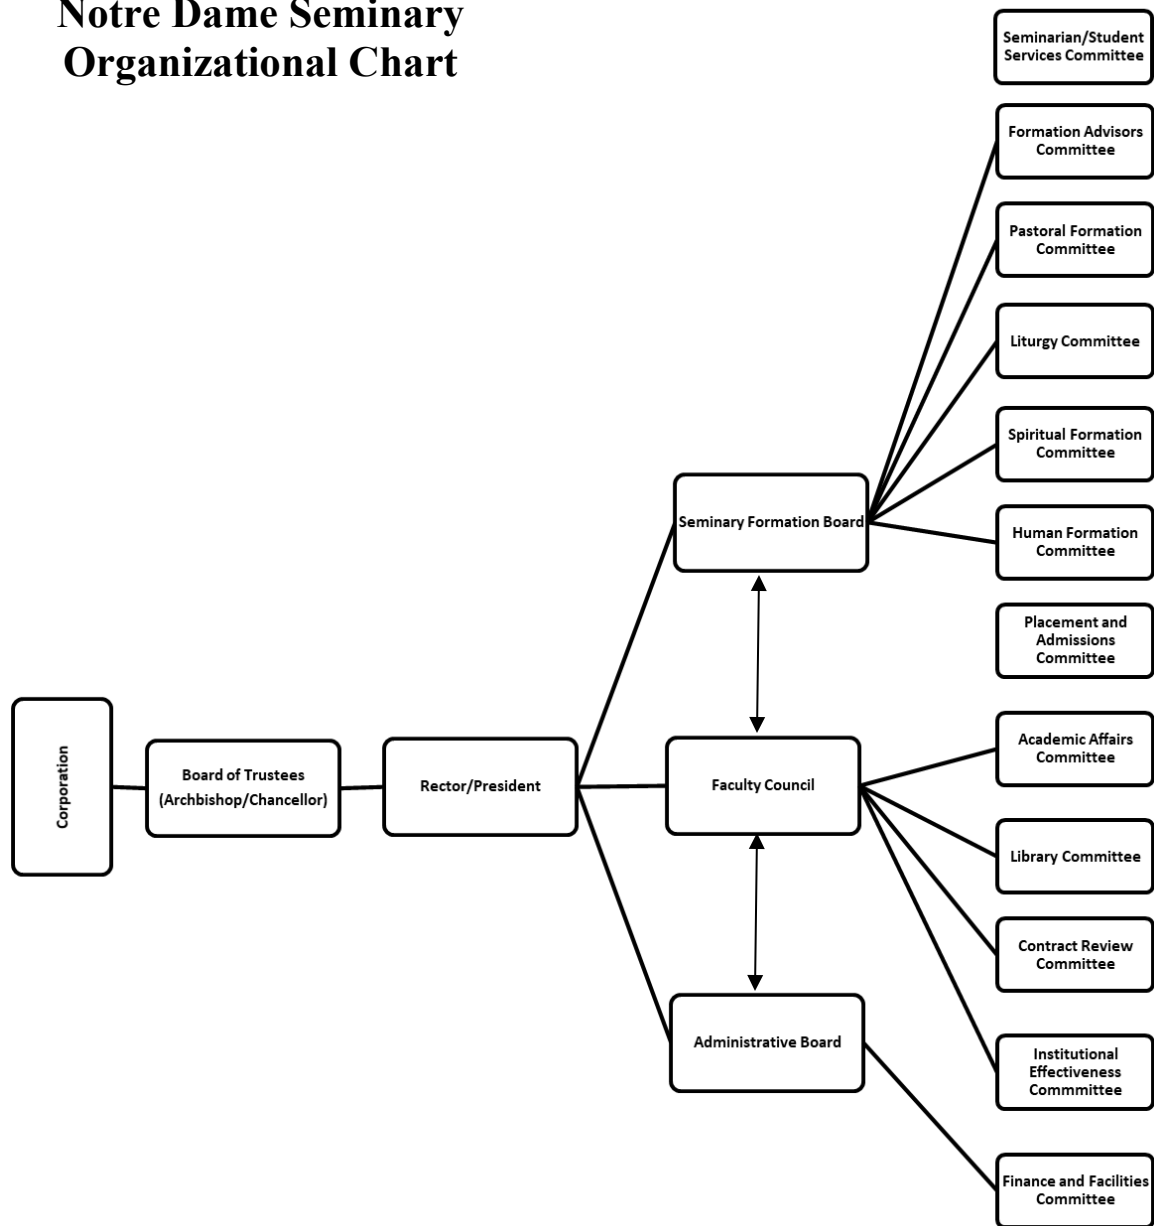 Notre Dame Seminary
Organizational Chart
Seminarian/Student
Services Committee
Formation Advisors
Committee
Pastoral Formation
Committee
Liturgy Committee
Spiritual Formation
Committee
Seminary Formation Board
Human Formation
Committee
Placement and
Admissions
Committee
Corporation
Board of Trustees
(Archbishop/Chancellor)
Rector/President
Faculty Council
Academic Affairs
Committee
Library Committee
Contract Review
Committee
Administrative Board
Institutional
Effectiveness
Commmittee
Finance and Facilities
Committee